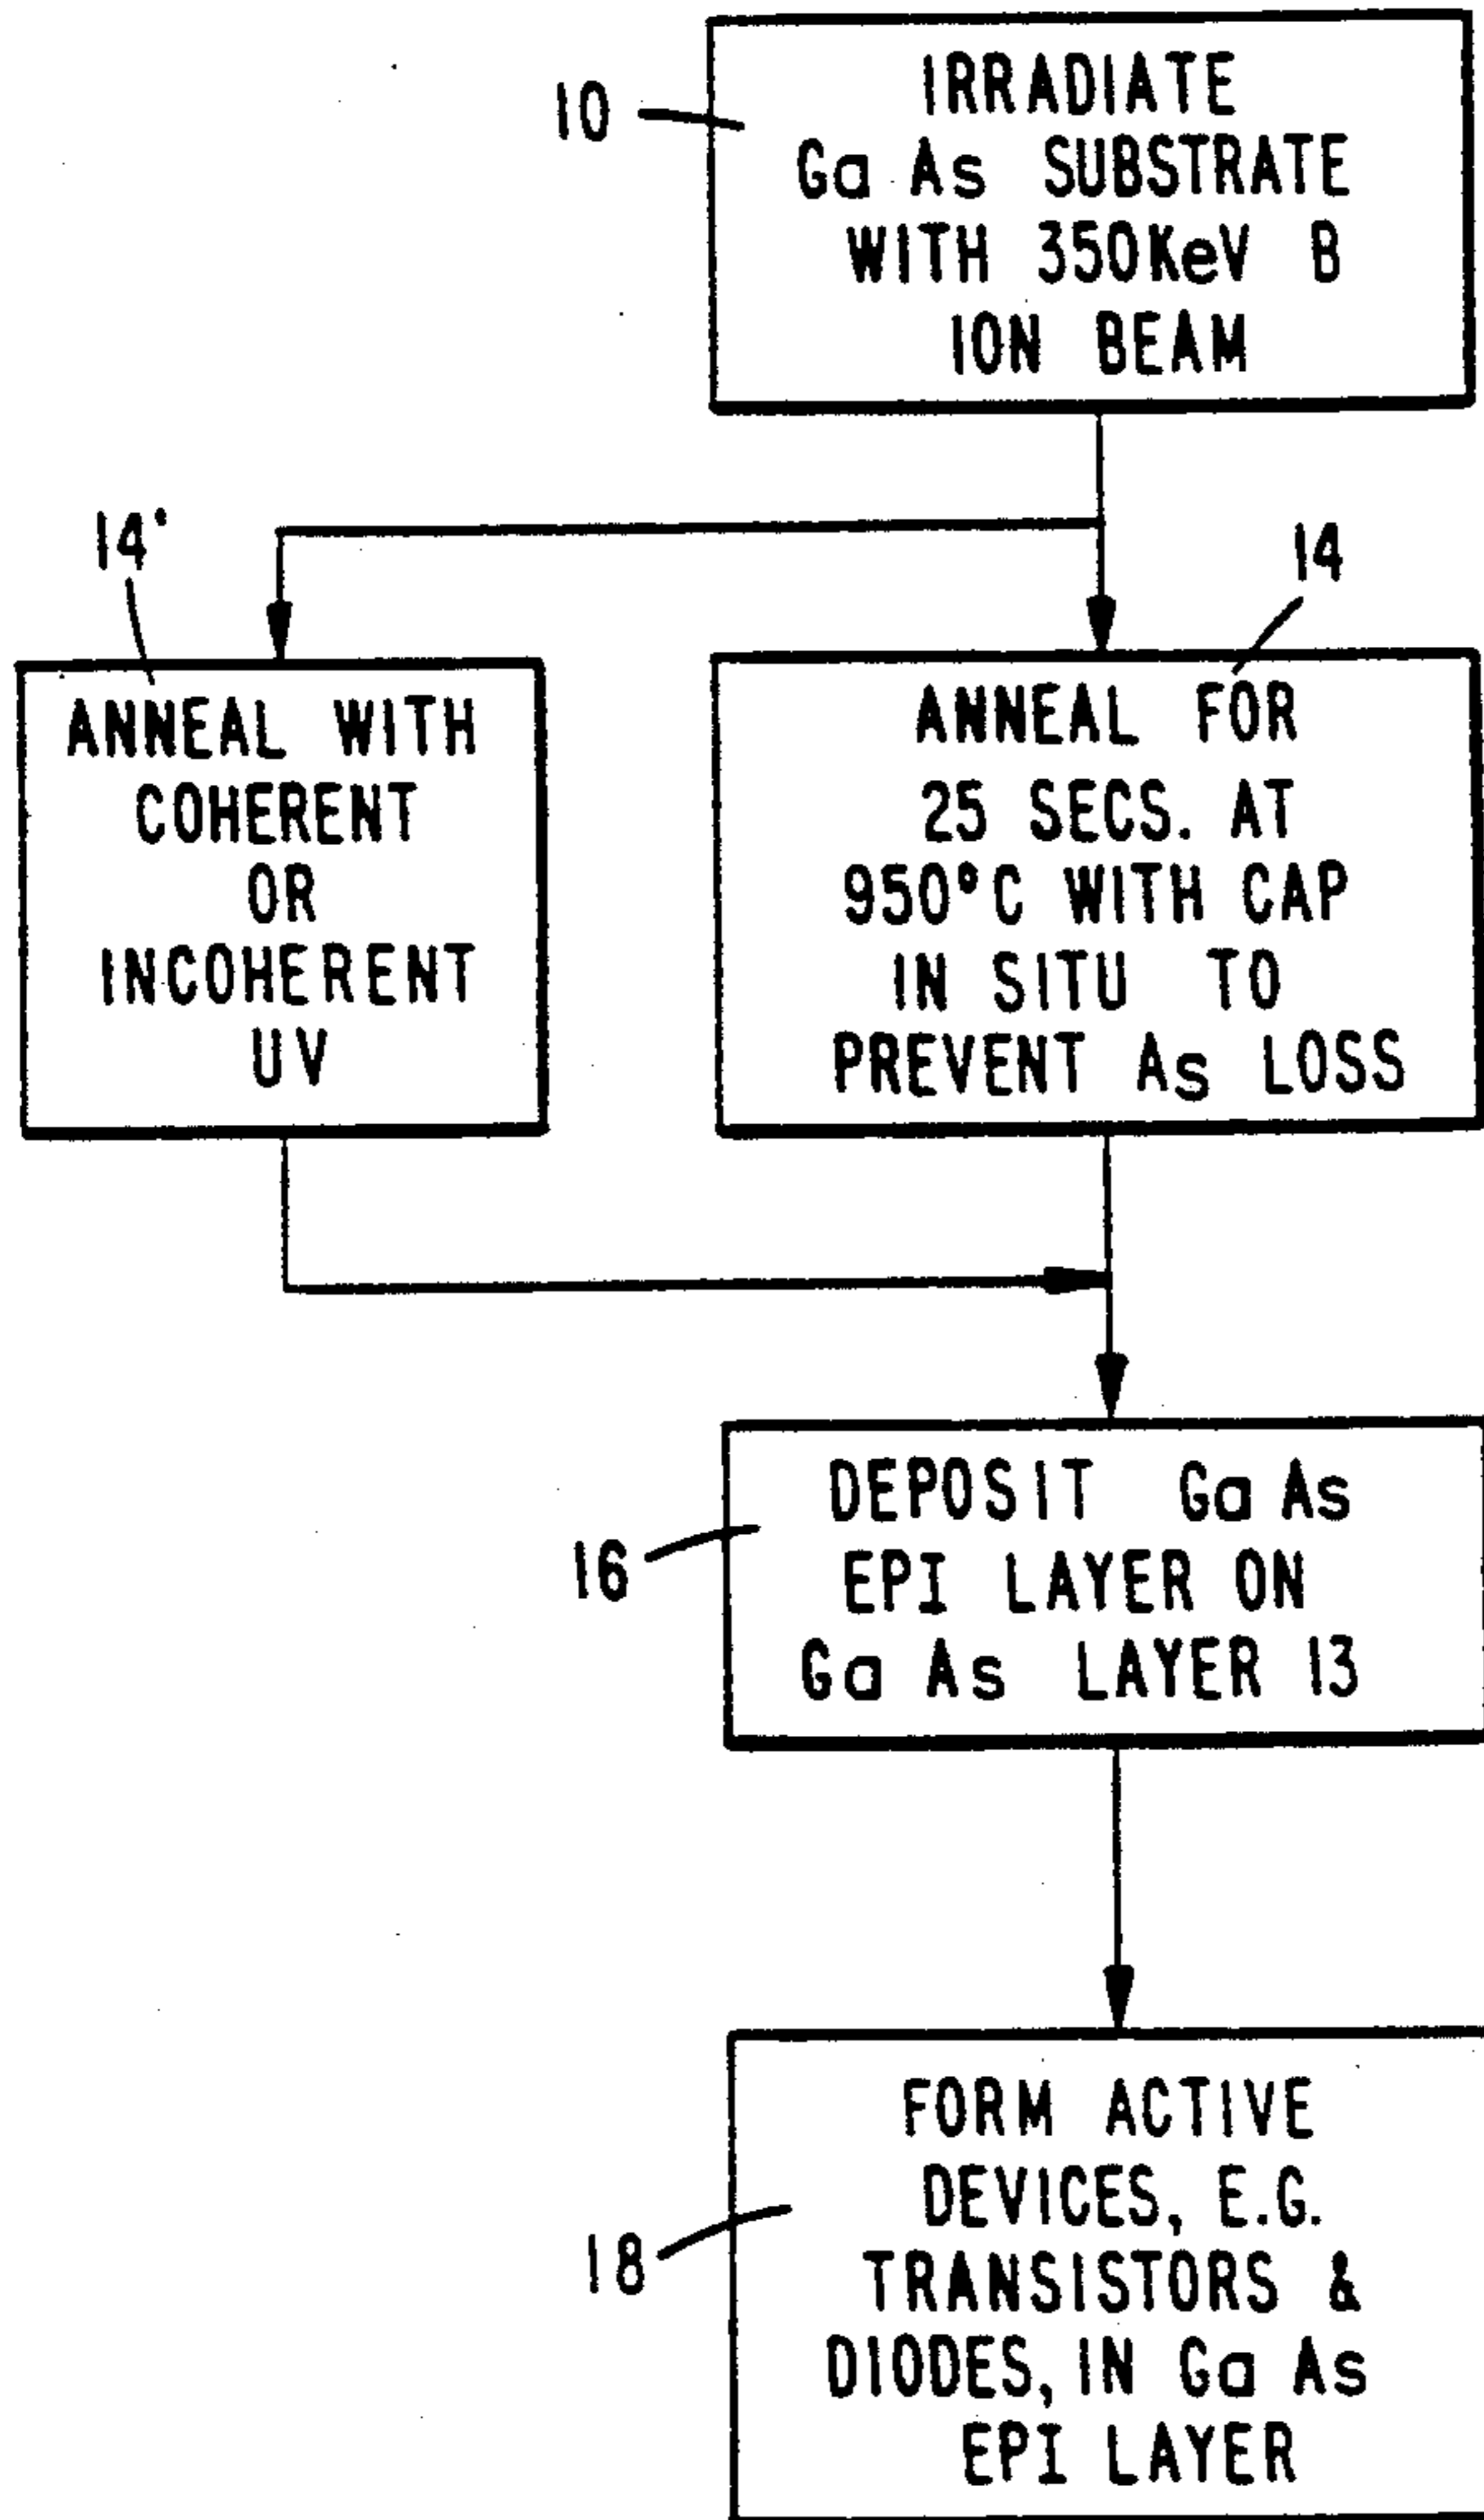 10
IRRADIATE
Ga As SUBSTRATE
WITH 350KeV B
ION BEAM
14'
ANNEAL WITH
COHERENT
OR
INCOHERENT
UV
14
ANNEAL FOR
25 SECS. AT
950°C WITH CAP
IN SITU TO
PREVENT As LOSS
16
DEPOSIT Ga As
EPI LAYER ON
Ga As LAYER 13
18
FORM ACTIVE
DEVICES, E.G.
TRANSISTORS &
DIODES, IN Ga As
EPI LAYER